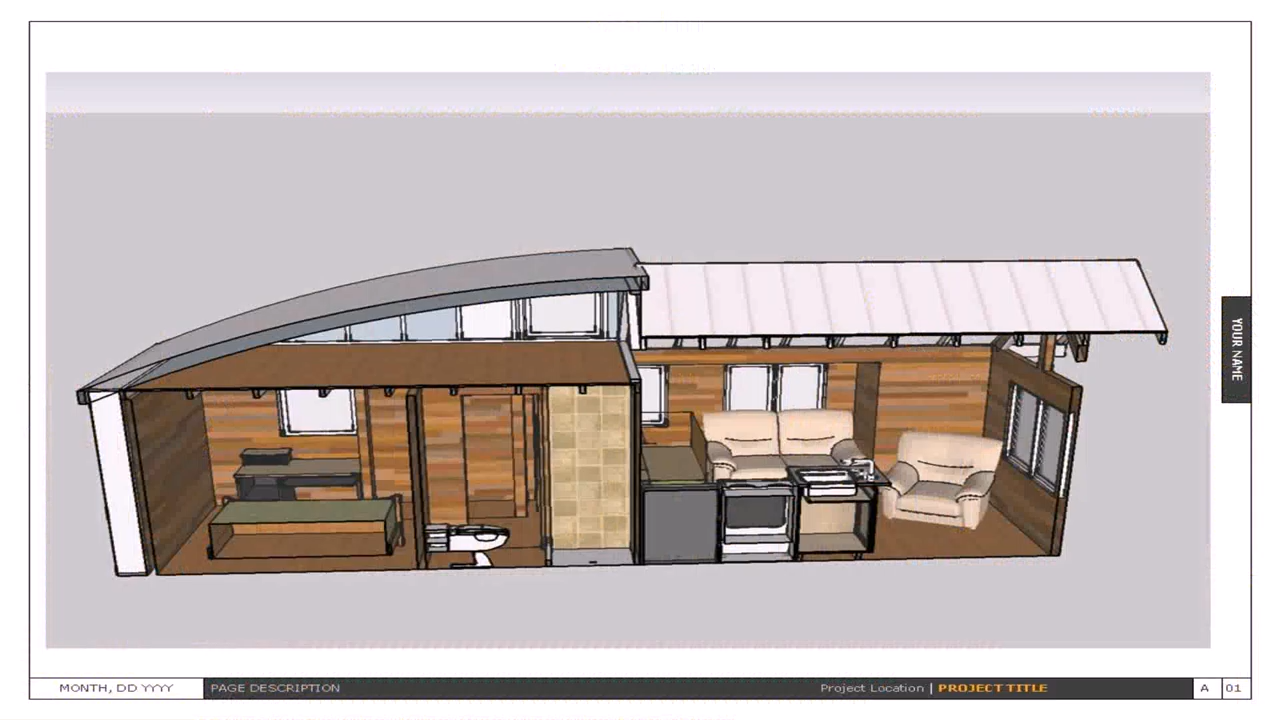 YOUR NAME
MONTH, DD YYYY
PAGE DESCRIPTION
Project Location | PROJECT TITLE
A 01